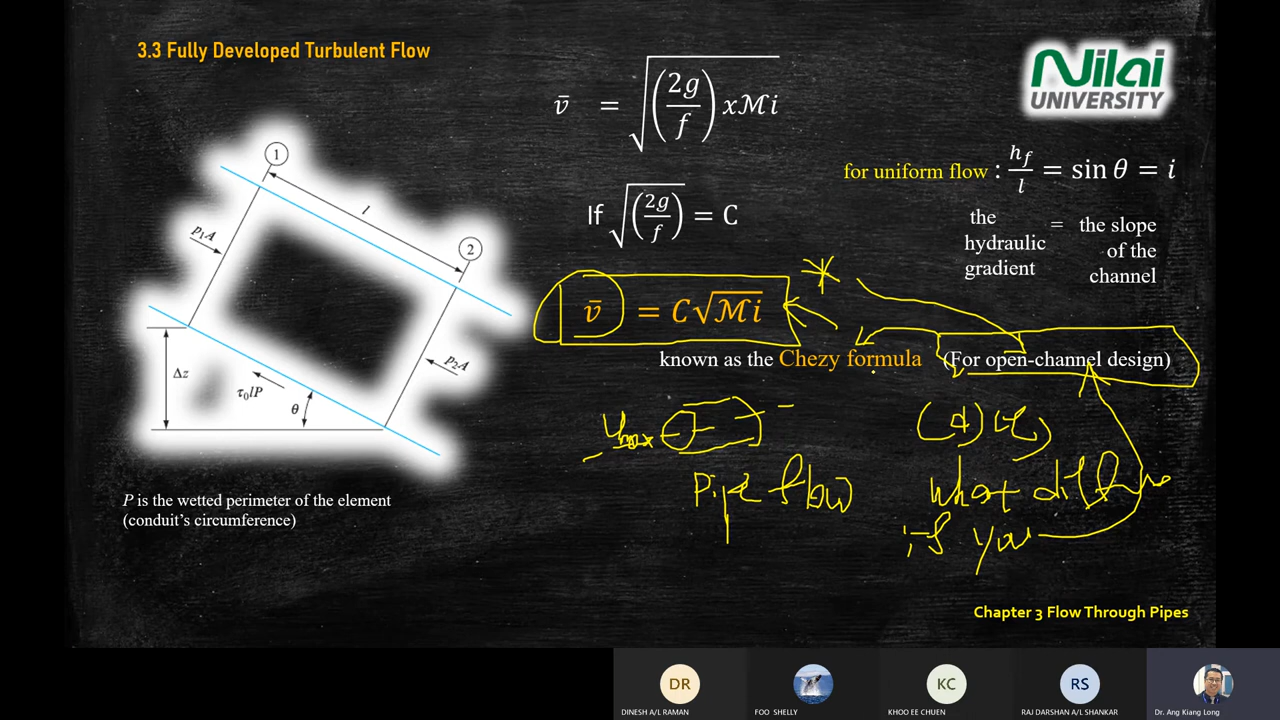 3.3 Fully Developed Turbulent Flow
v̄ = √((2g/f) xℳi)
Nilai
UNIVERSITY
for uniform flow : h_f/l = sin θ = i
If √((2g/f)) = C
the hydraulic gradient = the slope of the channel
v̄ = C√ℳi
known as the Chezy formula (For open-channel design)
1
l
2
p₁A
p₂A
Δz
τ₀lP
θ
P is the wetted perimeter of the element
(conduit's circumference)
Pipe flow
what
if you
Chapter 3 Flow Through Pipes
DR
KC
RS
DINESH A/L RAMAN
FOO SHELLY
KHOO EE CHUEN
RAJ DARSHAN A/L SHANKAR
Dr. Ang Kiang Long